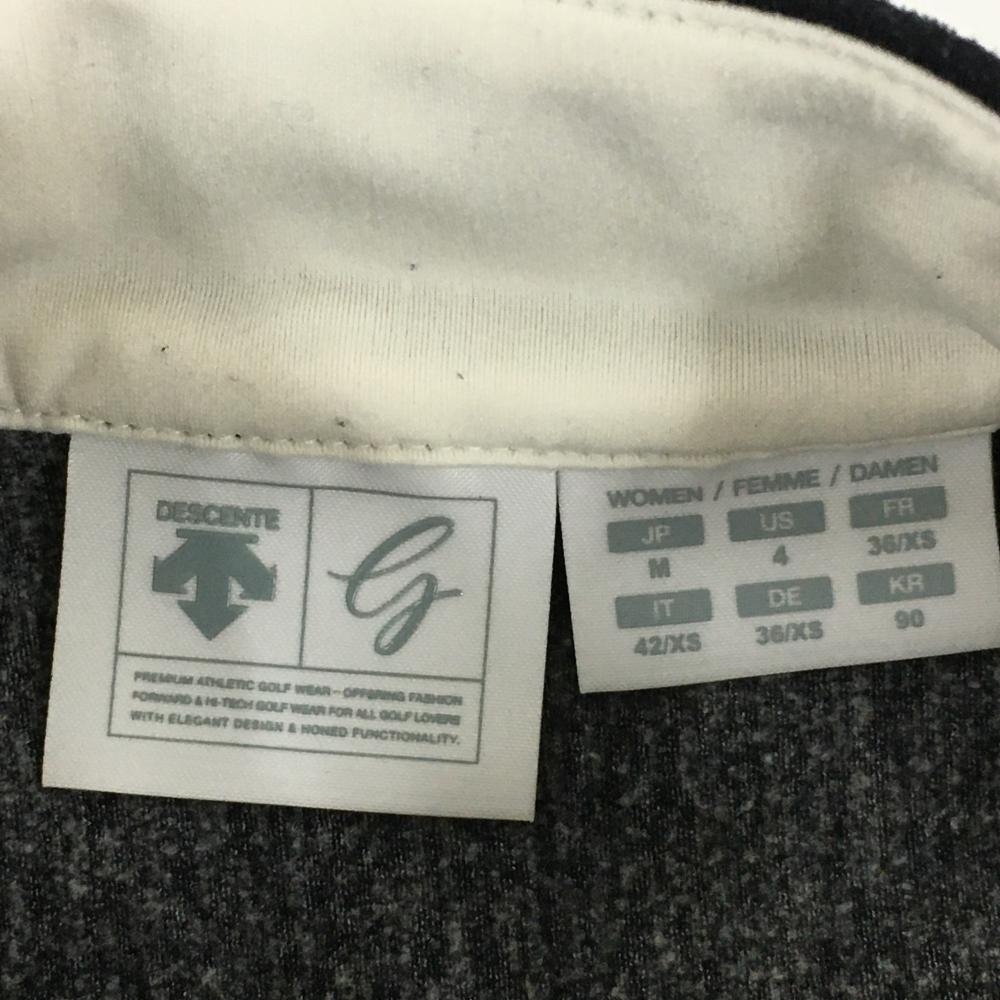 DESCENTE
G
PREMIUM ATHLETIC GOLF WEAR – OFFERING FASHION
FORWARD & HI-TECH GOLF WEAR FOR ALL GOLF LOVERS
WITH ELEGANT DESIGN & HONED FUNCTIONALITY.
WOMEN / FEMME / DAMEN
JP US FR
M 4 36/XS
IT DE KR
42/XS 36/XS 90